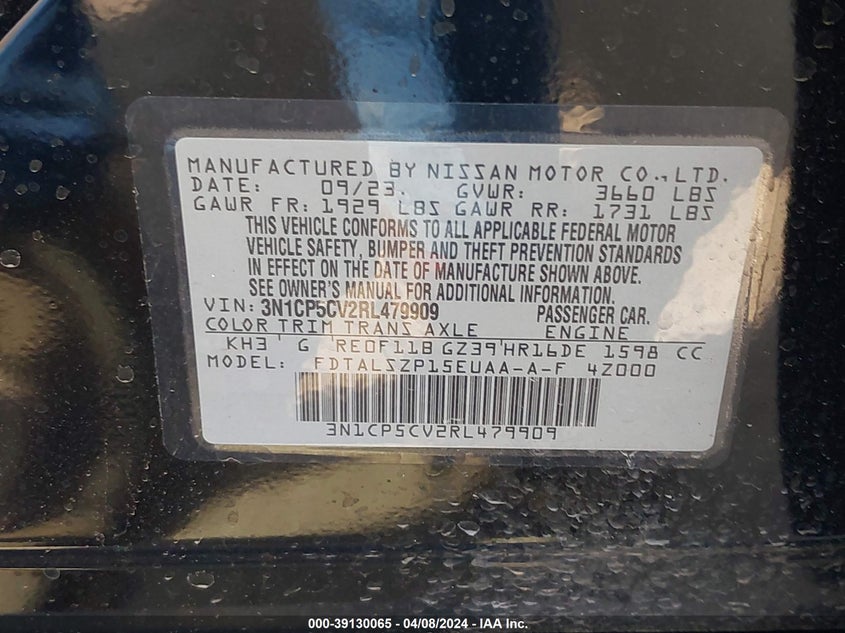 MANUFACTURED BY NISSAN MOTOR CO., LTD.
DATE: 09/23 GVWR: 3660 LBS
GAWR FR: 1929 LBS GAWR RR: 1731 LBS
THIS VEHICLE CONFORMS TO ALL APPLICABLE FEDERAL MOTOR
VEHICLE SAFETY, BUMPER AND THEFT PREVENTION STANDARDS
IN EFFECT ON THE DATE OF MANUFACTURE SHOWN ABOVE.
SEE OWNER'S MANUAL FOR ADDITIONAL INFORMATION.
VIN: 3N1CP5CV2RL479909 PASSENGER CAR.
COLOR TRIM TRANS AXLE ENGINE
KH3 G RE0F11B GZ39 HR16DE 1598 CC
MODEL: FDTALSZP15EUAA-A-F 4Z000
3N1CP5CV2RL479909
000-39130065 - 04/08/2024 - IAA Inc.